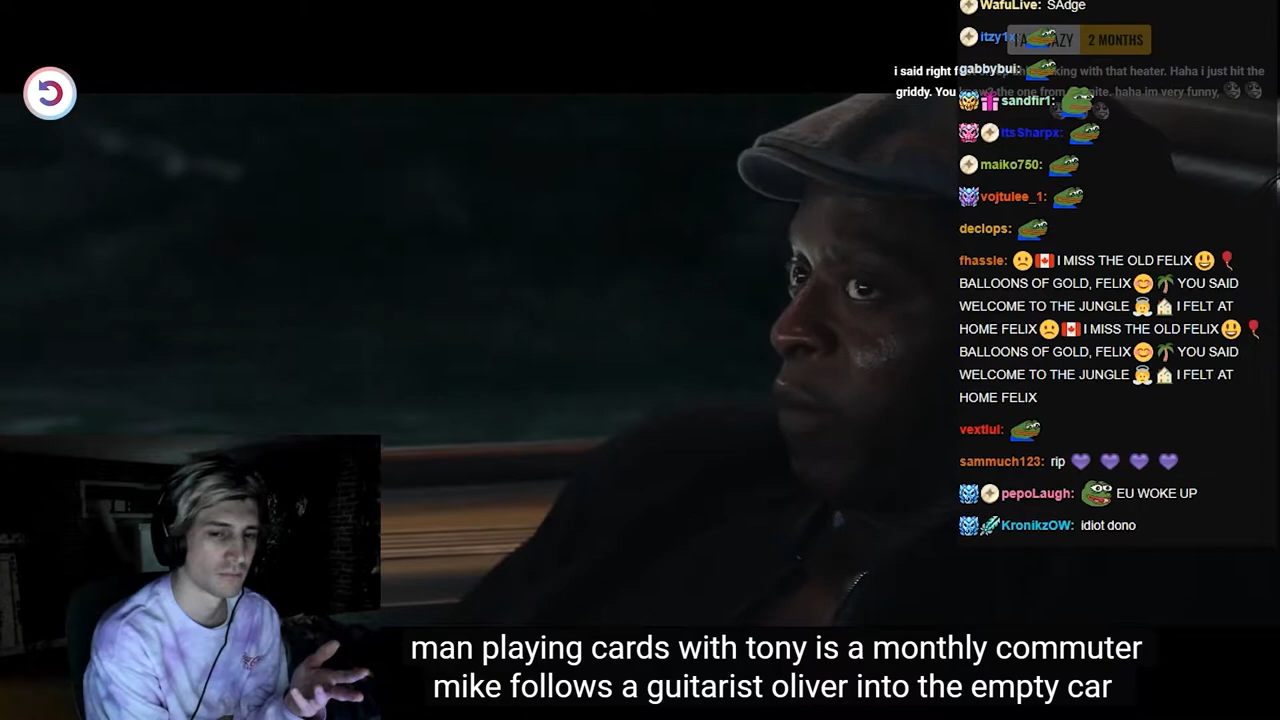 WafuLive: SAdge
itzy1x
AZY 2 MONTHS
i said right king with that heater. Haha i just hit the
gabbybui:
griddy. You the one from nite. haha im very funny,
sandfir1:
ItsSharpx:
maiko750:
vojtulee_1:
declops:
fhassle: I MISS THE OLD FELIX
BALLOONS OF GOLD, FELIX YOU SAID
WELCOME TO THE JUNGLE I FELT AT
HOME FELIX I MISS THE OLD FELIX
BALLOONS OF GOLD, FELIX YOU SAID
WELCOME TO THE JUNGLE I FELT AT
HOME FELIX
vextlul:
sammuch123: rip
pepoLaugh: EU WOKE UP
KronikzOW: idiot dono
man playing cards with tony is a monthly commuter
mike follows a guitarist oliver into the empty car